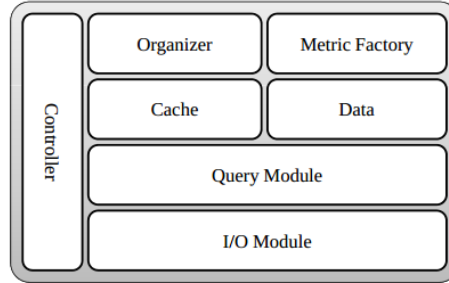 Controller
Organizer
Metric Factory
Cache
Data
Query Module
I/O Module